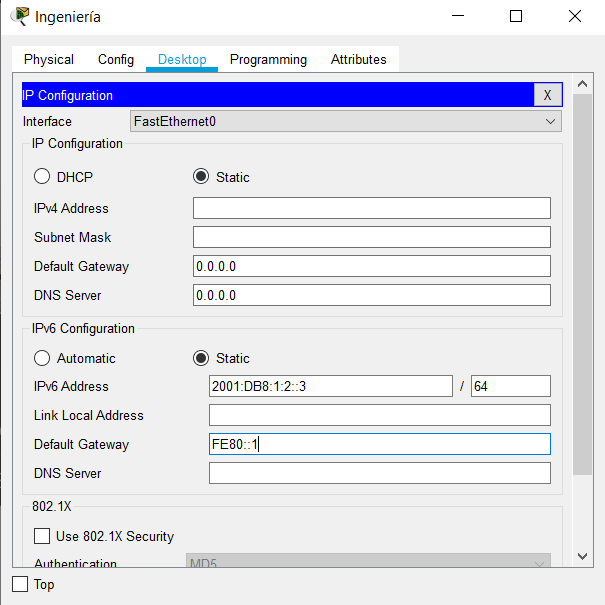 Ingeniería
Physical Config Desktop Programming Attributes
IP Configuration X
Interface FastEthernet0
IP Configuration
DHCP Static
IPv4 Address
Subnet Mask
Default Gateway 0.0.0.0
DNS Server 0.0.0.0
IPv6 Configuration
Automatic Static
IPv6 Address 2001:DB8:1:2::3 / 64
Link Local Address
Default Gateway FE80::1
DNS Server
802.1X
Use 802.1X Security
Authentication MD5
Top